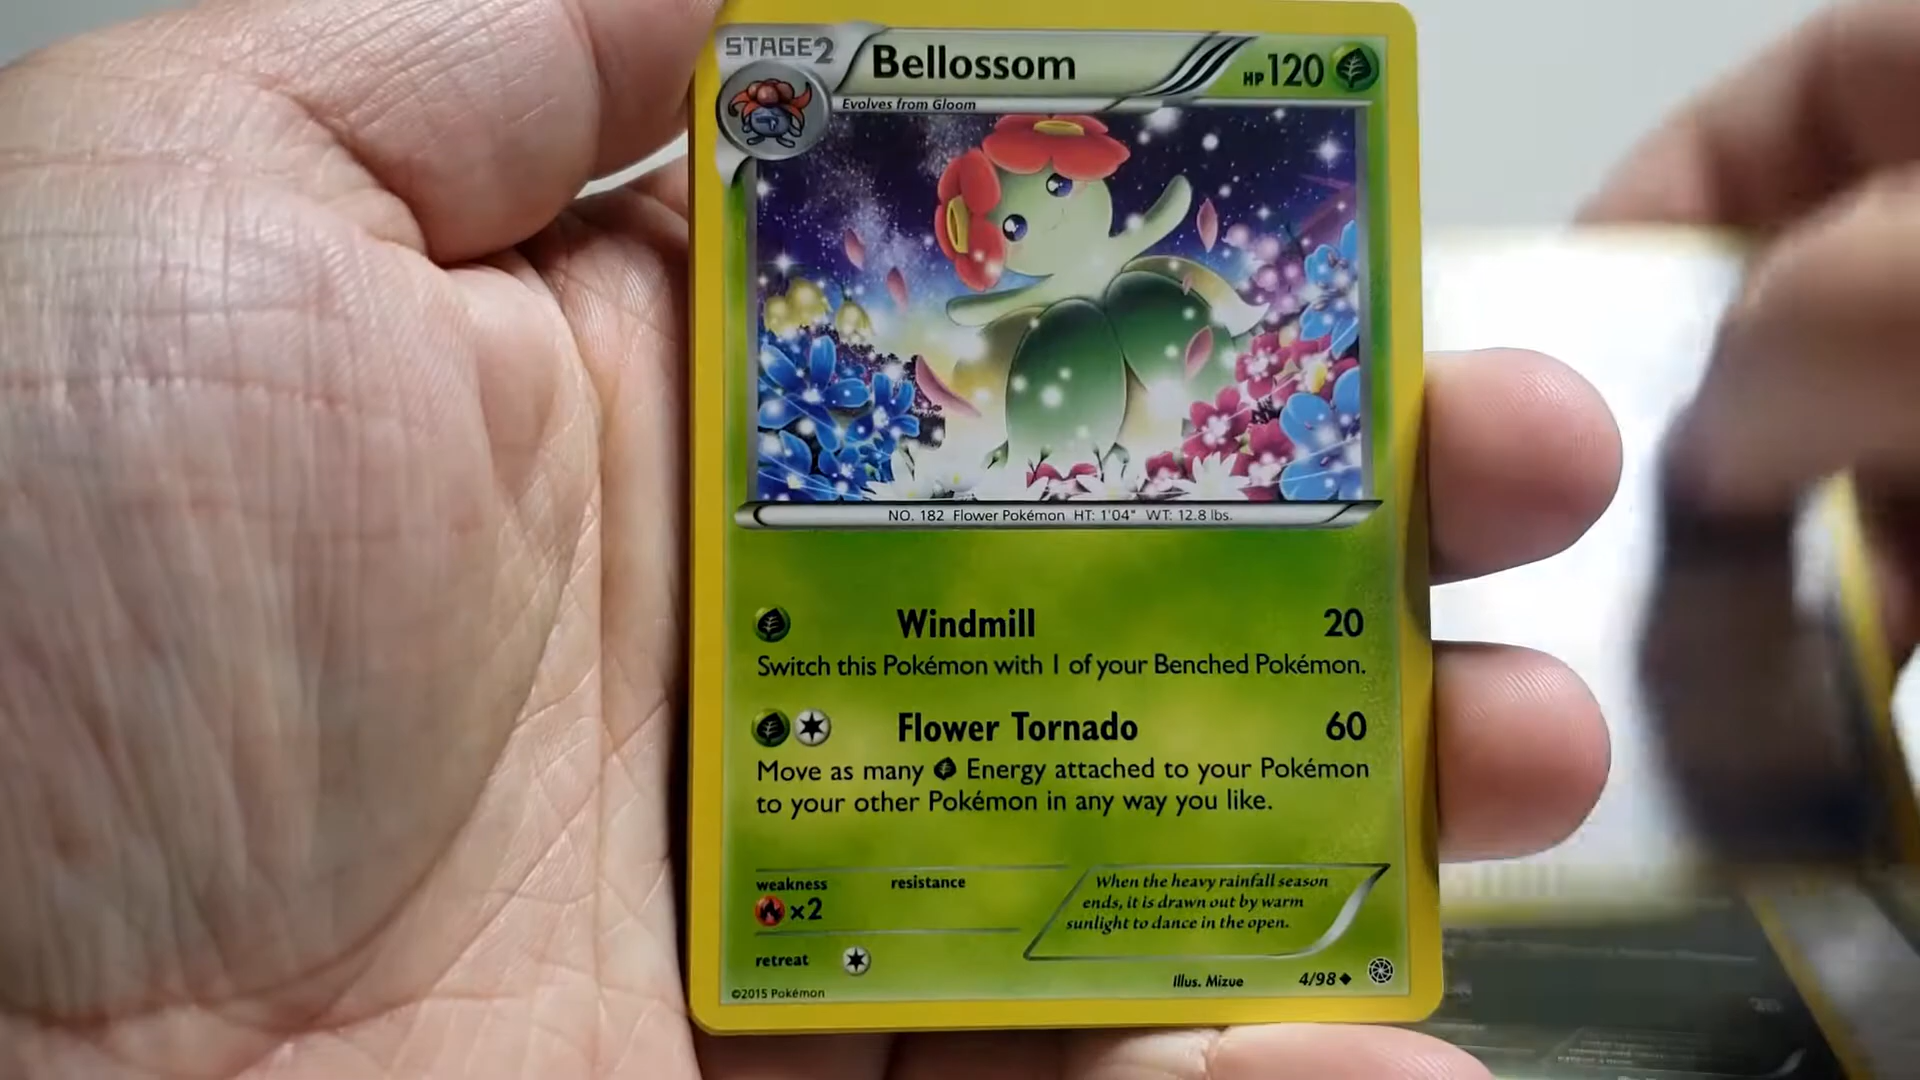 STAGE2
Bellossom
HP120
Evolves from Gloom
NO. 182 Flower Pokémon HT: 1'04" WT: 12.8 lbs.
Windmill 20
Switch this Pokémon with 1 of your Benched Pokémon.
Flower Tornado 60
Move as many Energy attached to your Pokémon
to your other Pokémon in any way you like.
weakness resistance
×2
When the heavy rainfall season
ends, it is drawn out by warm
sunlight to dance in the open.
retreat
Illus. Mizue 4/98
©2015 Pokémon